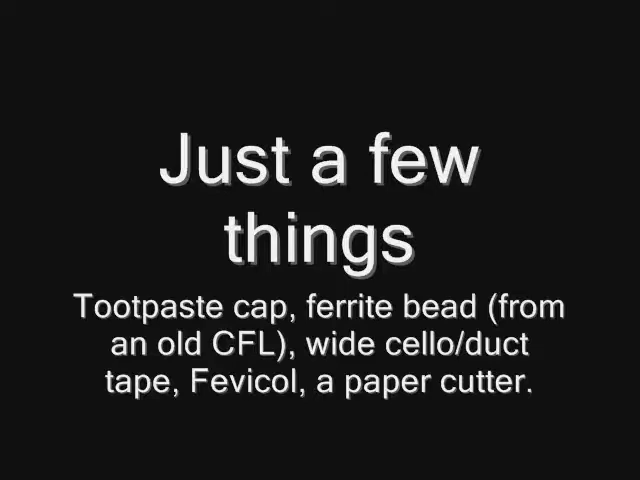 Just a few
things
Tootpaste cap, ferrite bead (from
an old CFL), wide cello/duct
tape, Fevicol, a paper cutter.